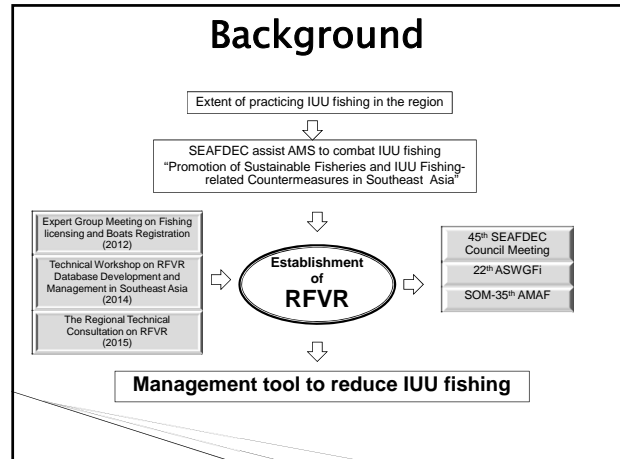 Background
Extent of practicing IUU fishing in the region
SEAFDEC assist AMS to combat IUU fishing
“Promotion of Sustainable Fisheries and IUU Fishing-
related Countermeasures in Southeast Asia”
Expert Group Meeting on Fishing
licensing and Boats Registration
(2012)
Technical Workshop on RFVR
Database Development and
Management in Southeast Asia
(2014)
The Regional Technical
Consultation on RFVR
(2015)
Establishment
of
RFVR
45th SEAFDEC
Council Meeting
22th ASWGFi
SOM-35th AMAF
Management tool to reduce IUU fishing